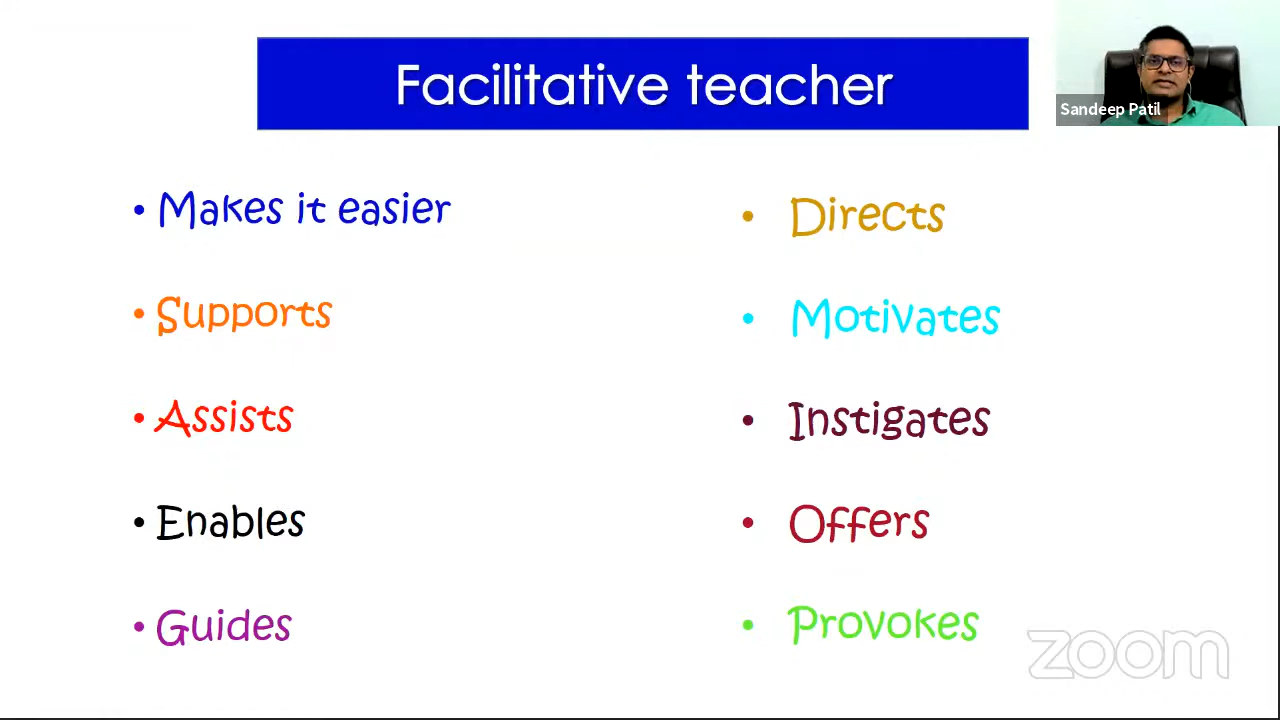 Facilitative teacher
Sandeep Patil
• Makes it easier
• Supports
• Assists
• Enables
• Guides
• Directs
• Motivates
• Instigates
• Offers
• Provokes
zoom